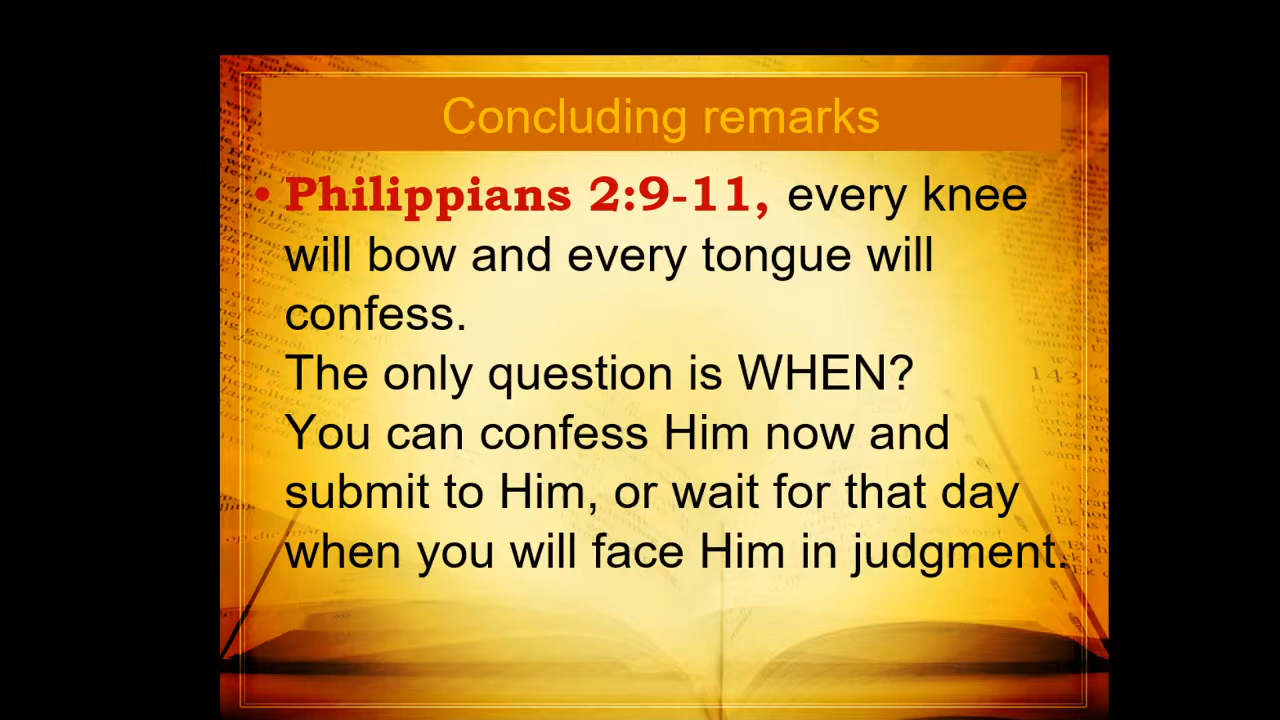 Concluding remarks
• Philippians 2:9-11, every knee
will bow and every tongue will
confess.
The only question is WHEN?
You can confess Him now and
submit to Him, or wait for that day
when you will face Him in judgment.
143